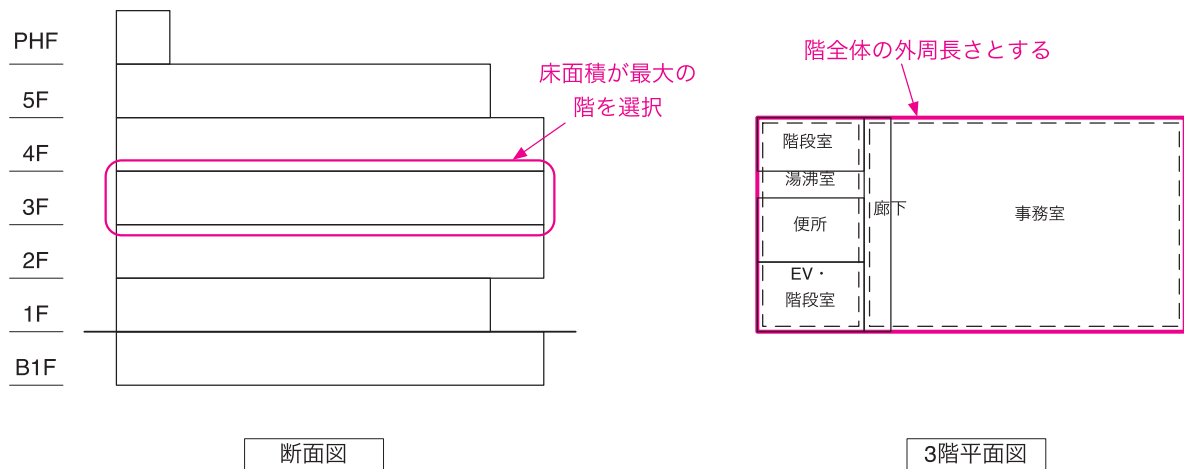 PHF
5F
4F
3F
2F
1F
B1F
床面積が最大の
階を選択
断面図
階全体の外周長さとする
階段室
湯沸室
便所
EV・
階段室
廊下
事務室
3階平面図